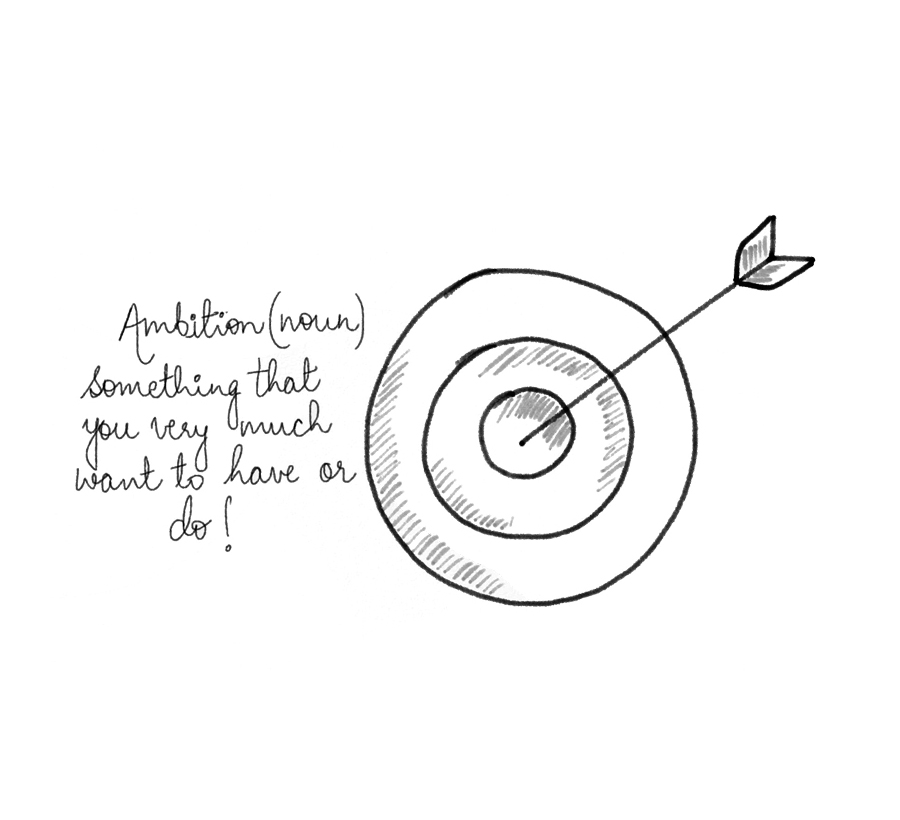 Ambition (noun)
something that
you very much
want to have or
do!